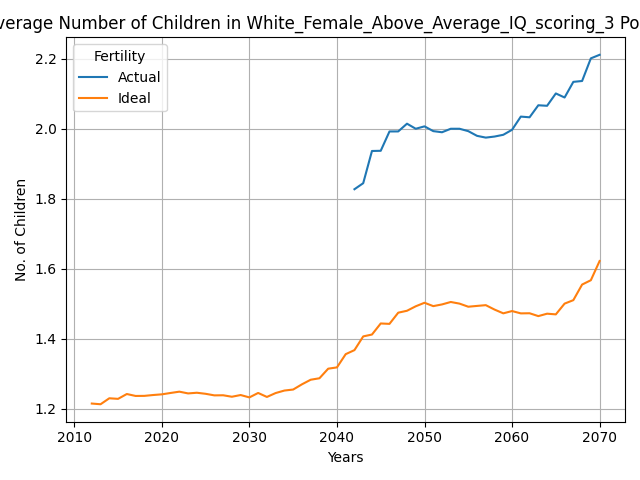 verage Number of Children in White_Female_Above_Average_IQ_scoring_3 Po
Fertility
Actual
Ideal
No. of Children
2.2
2.0
1.8
1.6
1.4
1.2
2010 2020 2030 2040 2050 2060 2070
Years